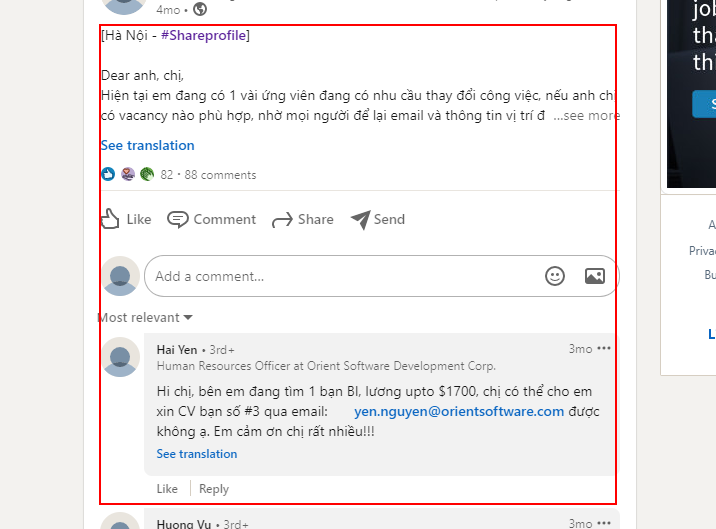 4mo •
[Hà Nội - #Shareprofile]
Dear anh, chị,
Hiện tại em đang có 1 vài ứng viên đang có nhu cầu thay đổi công việc, nếu anh chị
có vacancy nào phù hợp, nhờ mọi người để lại email và thông tin vị trí đ ...see more
See translation
82 • 88 comments
Like Comment Share Send
Add a comment...
Most relevant
Hai Yen • 3rd+ 3mo
Human Resources Officer at Orient Software Development Corp.
Hi chị, bên em đang tìm 1 bạn BI, lương upto $1700, chị có thể cho em
xin CV bạn số #3 qua email: yen.nguyen@orientsoftware.com được
không ạ. Em cảm ơn chị rất nhiều!!!
See translation
Like Reply
Huong Vu • 3rd+ 3mo